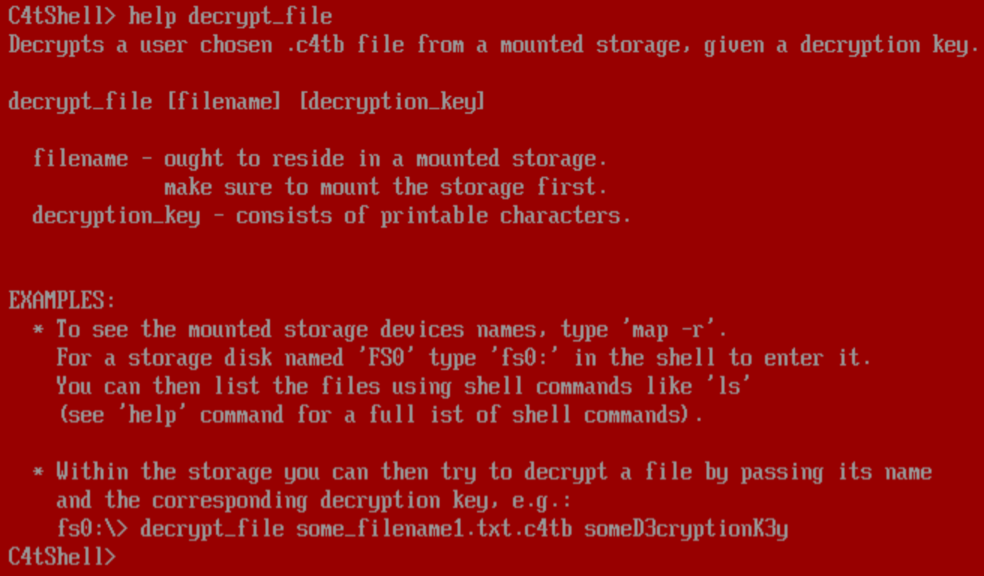 C4tShell> help decrypt_file
Decrypts a user chosen .c4tb file from a mounted storage, given a decryption key.
decrypt_file [filename] [decryption_key]
filename - ought to reside in a mounted storage.
make sure to mount the storage first.
decryption_key - consists of printable characters.
EXAMPLES:
* To see the mounted storage devices names, type 'map -r'.
For a storage disk named 'FS0' type 'fs0:' in the shell to enter it.
You can then list the files using shell commands like 'ls'
(see 'help' command for a full ist of shell commands).
* Within the storage you can then try to decrypt a file by passing its name
and the corresponding decryption key, e.g.:
fs0:\> decrypt_file some_filename1.txt.c4tb someD3cryptionK3y
C4tShell>